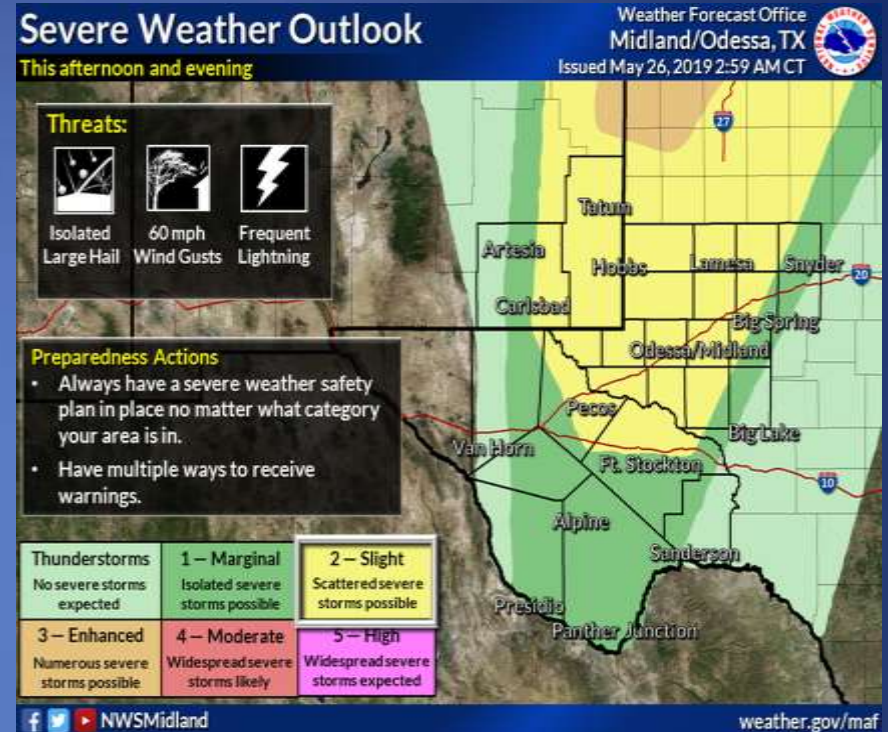 Severe Weather Outlook
This afternoon and evening
Weather Forecast Office
Midland/Odessa, TX
Issued May 26, 2019 2:59 AM CT
Threats:
Isolated
Large Hail
60 mph
Wind Gusts
Frequent
Lightning
27
Tatum
Artesia
Hobbs
Lamesa
Snyder
20
Carlsbad
Big Spring
Odessa/Midland
Pecos
Big Lake
Van Horn
Ft. Stockton
10
Alpine
Sanderson
Presidio
Panther Junction
Preparedness Actions
• Always have a severe weather safety
plan in place no matter what category
your area is in.
• Have multiple ways to receive
warnings.
Thunderstorms
No severe storms
expected
1 – Marginal
Isolated severe
storms possible
2 – Slight
Scattered severe
storms possible
3 – Enhanced
Numerous severe
storms possible
4 – Moderate
Widespread severe
storms likely
5 – High
Widespread severe
storms expected
NWSMidland
weather.gov/maf